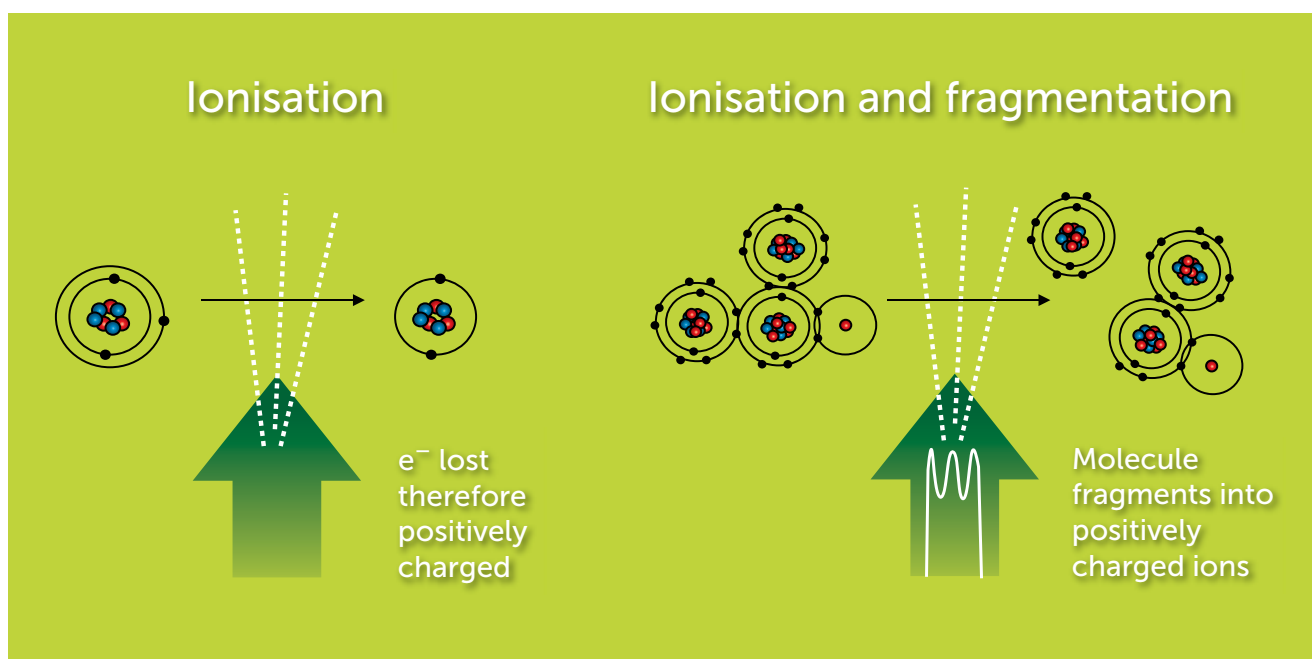 Ionisation
Ionisation and fragmentation
e⁻ lost
therefore
positively
charged
Molecule
fragments into
positively
charged ions